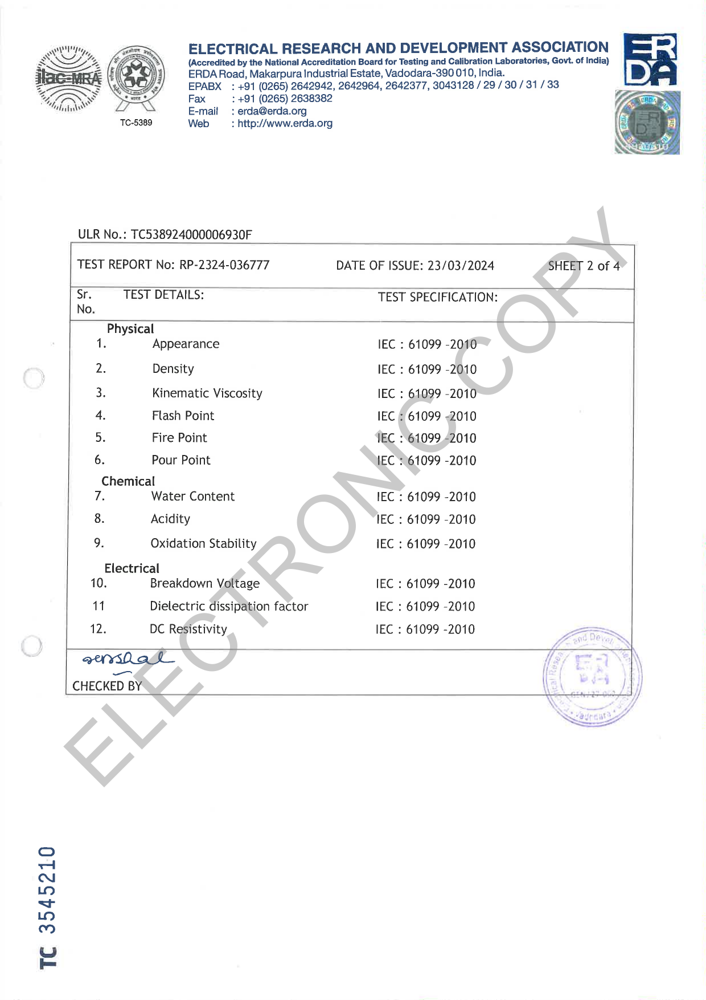 ELECTRICAL RESEARCH AND DEVELOPMENT ASSOCIATION
(Accredited by the National Accreditation Board for Testing and Calibration Laboratories, Govt. of India)
ERDA Road, Makarpura Industrial Estate, Vadodara-390 010, India.
EPABX : +91 (0265) 2642942, 2642964, 2642377, 3043128 / 29 / 30 / 31 / 33
Fax : +91 (0265) 2638382
E-mail : erda@erda.org
Web : http://www.erda.org
ilac-MRA
TC-5389
ERDA
ULR No.: TC538924000006930F
TEST REPORT No: RP-2324-036777 DATE OF ISSUE: 23/03/2024 SHEET 2 of 4
Sr. No. TEST DETAILS: TEST SPECIFICATION:
Physical
1. Appearance IEC : 61099 -2010
2. Density IEC : 61099 -2010
3. Kinematic Viscosity IEC : 61099 -2010
4. Flash Point IEC : 61099 -2010
5. Fire Point IEC : 61099 -2010
6. Pour Point IEC : 61099 -2010
Chemical
7. Water Content IEC : 61099 -2010
8. Acidity IEC : 61099 -2010
9. Oxidation Stability IEC : 61099 -2010
Electrical
10. Breakdown Voltage IEC : 61099 -2010
11 Dielectric dissipation factor IEC : 61099 -2010
12. DC Resistivity IEC : 61099 -2010
CHECKED BY
ELECTRONIC COPY
TC 3545210